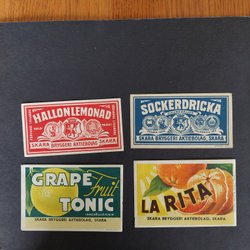 HALLONLEMONAD
SKARA BRYGGERI AKTIEBOLAG, SKARA
SOCKERDRICKA
SKARA BRYGGERI AKTIEBOLAG, SKARA
GRAPE
Fruit
TONIC
SKARA BRYGGERI AKTIEBOLAG, SKARA
LA RITA
SKARA BRYGGERI AKTIEBOLAG, SKARA